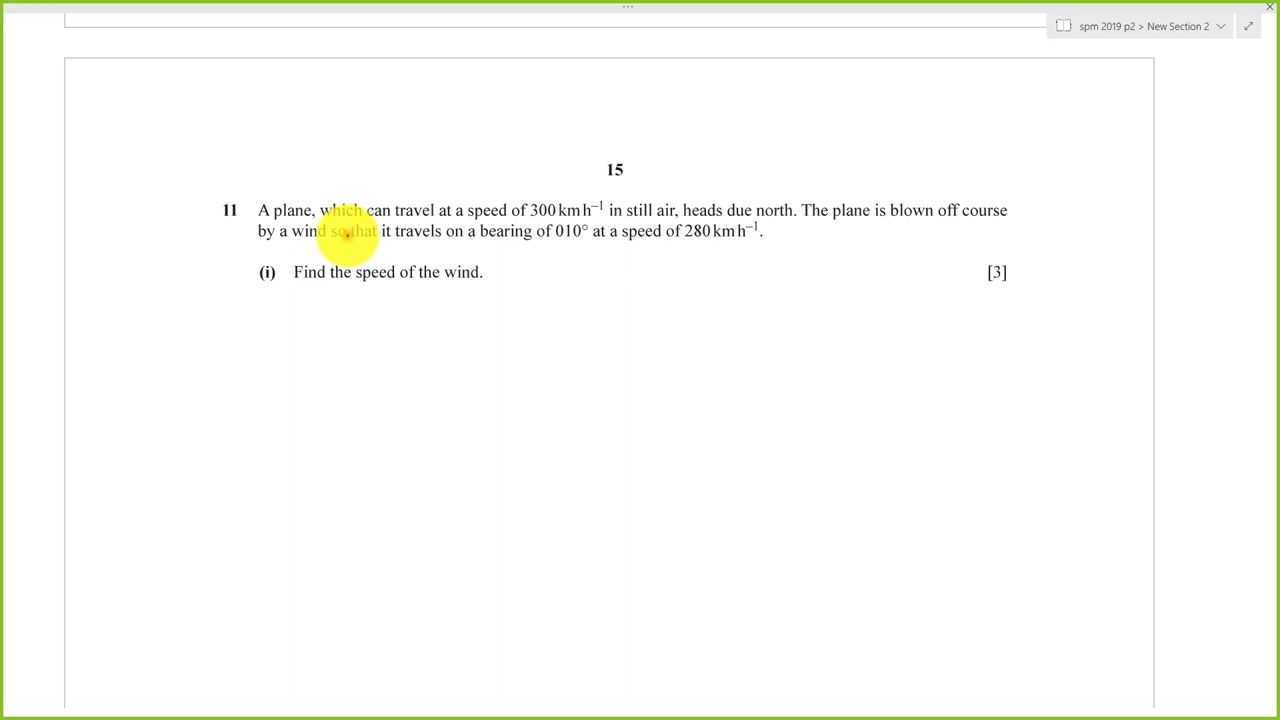 ...
spm 2019 p2 > New Section 2
15
11 A plane, which can travel at a speed of 300 km h⁻¹ in still air, heads due north. The plane is blown off course
by a wind so that it travels on a bearing of 010° at a speed of 280 km h⁻¹.
(i) Find the speed of the wind. [3]